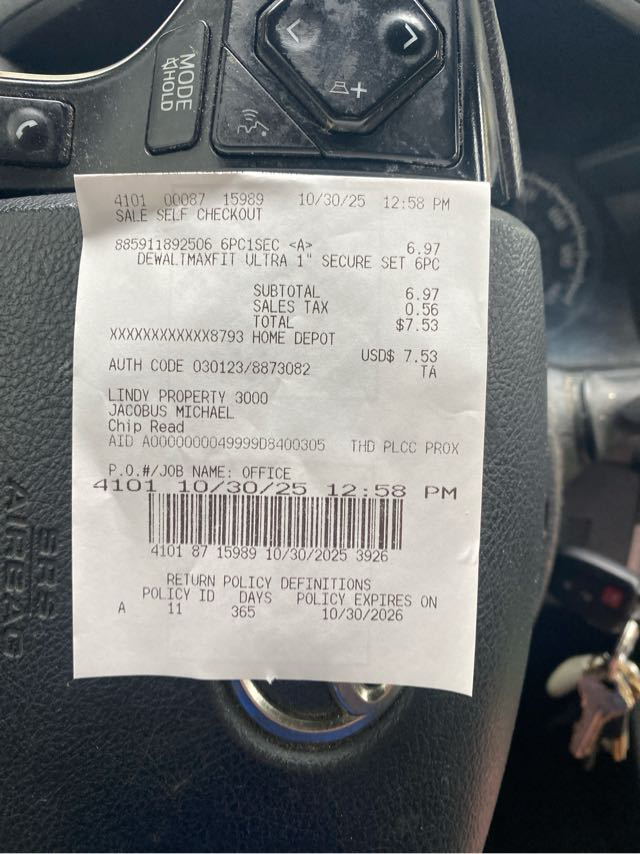 MODE
HOLD
4101 00087 15989 10/30/25 12:58 PM
SALE SELF CHECKOUT
885911892506 6PC1SEC <A> 6.97
DEWALTMAXFIT ULTRA 1" SECURE SET 6PC
SUBTOTAL 6.97
SALES TAX 0.56
TOTAL $7.53
XXXXXXXXXXXX8793 HOME DEPOT
USD$ 7.53
AUTH CODE 030123/8873082 TA
LINDY PROPERTY 3000
JACOBUS MICHAEL
Chip Read
AID A0000000049999D8400305 THD PLCC PROX
P.O.#/JOB NAME: OFFICE
4101 10/30/25 12:58 PM
4101 87 15989 10/30/2025 3926
RETURN POLICY DEFINITIONS
POLICY ID DAYS POLICY EXPIRES ON
A 11 365 10/30/2026
SRS
AIRBAG